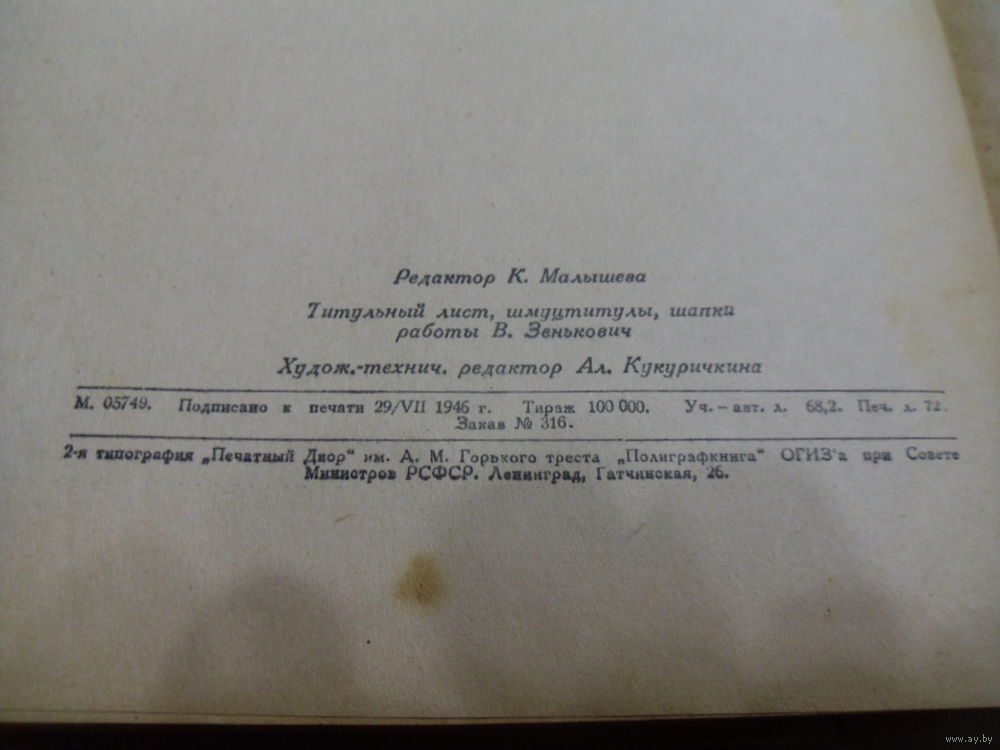 Редактор К. Малышева
Титульный лист, шмуцтитулы, шапки
работы В. Зенькович
Худож.-технич. редактор Ал. Кукуричкина
М. 05749. Подписано к печати 29/VII 1946 г. Тираж 100 000. Уч.-авт. л. 68,2. Печ. л. 72.
Заказ № 316.
2-я типография „Печатный Двор“ им. А. М. Горького треста „Полиграфкнига“ ОГИЗ'а при Совете
Министров РСФСР. Ленинград, Гатчинская, 26.
www.ay.by